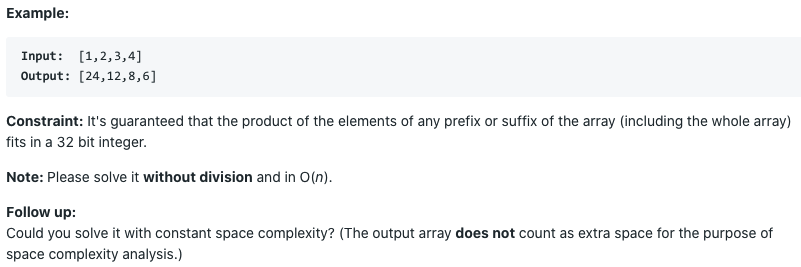 Example:
Input:  [1,2,3,4]
Output: [24,12,8,6]
Constraint: It's guaranteed that the product of the elements of any prefix or suffix of the array (including the whole array)
fits in a 32 bit integer.
Note: Please solve it without division and in O(n).
Follow up:
Could you solve it with constant space complexity? (The output array does not count as extra space for the purpose of
space complexity analysis.)